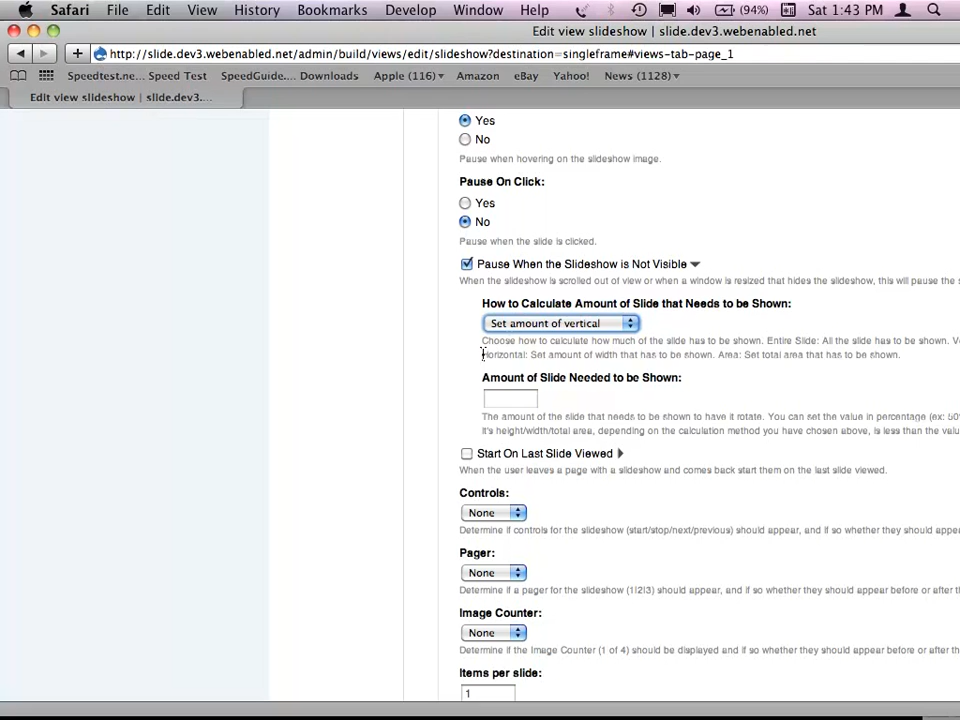 Safari File Edit View History Bookmarks Develop Window Help (94%) Sat 1:43 PM
Edit view slideshow | slide.dev3.webenabled.net
http://slide.dev3.webenabled.net/admin/build/views/edit/slideshow?destination=singleframe#views-tab-page_1
Speedtest.ne... Speed Test SpeedGuide.... Downloads Apple (116) Amazon eBay Yahoo! News (1128)
Edit view slideshow | slide.dev3....
Yes
No
Pause when hovering on the slideshow image.
Pause On Click:
Yes
No
Pause when the slide is clicked.
Pause When the Slideshow is Not Visible
When the slideshow is scrolled out of view or when a window is resized that hides the slideshow, this will pause the s
How to Calculate Amount of Slide that Needs to be Shown:
Set amount of vertical
Choose how to calculate how much of the slide has to be shown. Entire Slide: All the slide has to be shown. Ve
Horizontal: Set amount of width that has to be shown. Area: Set total area that has to be shown.
Amount of Slide Needed to be Shown:
The amount of the slide that needs to be shown to have it rotate. You can set the value in percentage (ex: 50%
It's height/width/total area, depending on the calculation method you have chosen above, is less than the valu
Start On Last Slide Viewed
When the user leaves a page with a slideshow and comes back start them on the last slide viewed.
Controls:
None
Determine if controls for the slideshow (start/stop/next/previous) should appear, and if so whether they should appea
Pager:
None
Determine if a pager for the slideshow (1|2|3) should appear, and if so whether they should appear before or after th
Image Counter:
None
Determine if the Image Counter (1 of 4) should be displayed and if so whether they should appear before or after the
Items per slide:
1